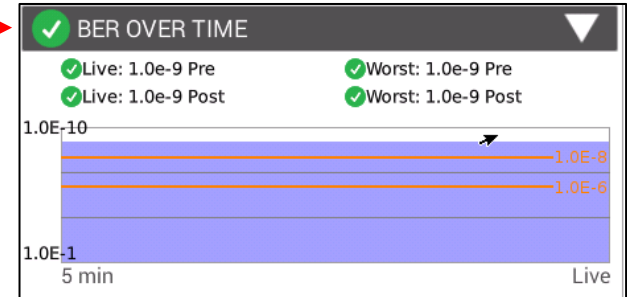 BER OVER TIME
Live: 1.0e-9 Pre Worst: 1.0e-9 Pre
Live: 1.0e-9 Post Worst: 1.0e-9 Post
1.0E-10
1.0E-8
1.0E-6
1.0E-1
5 min Live